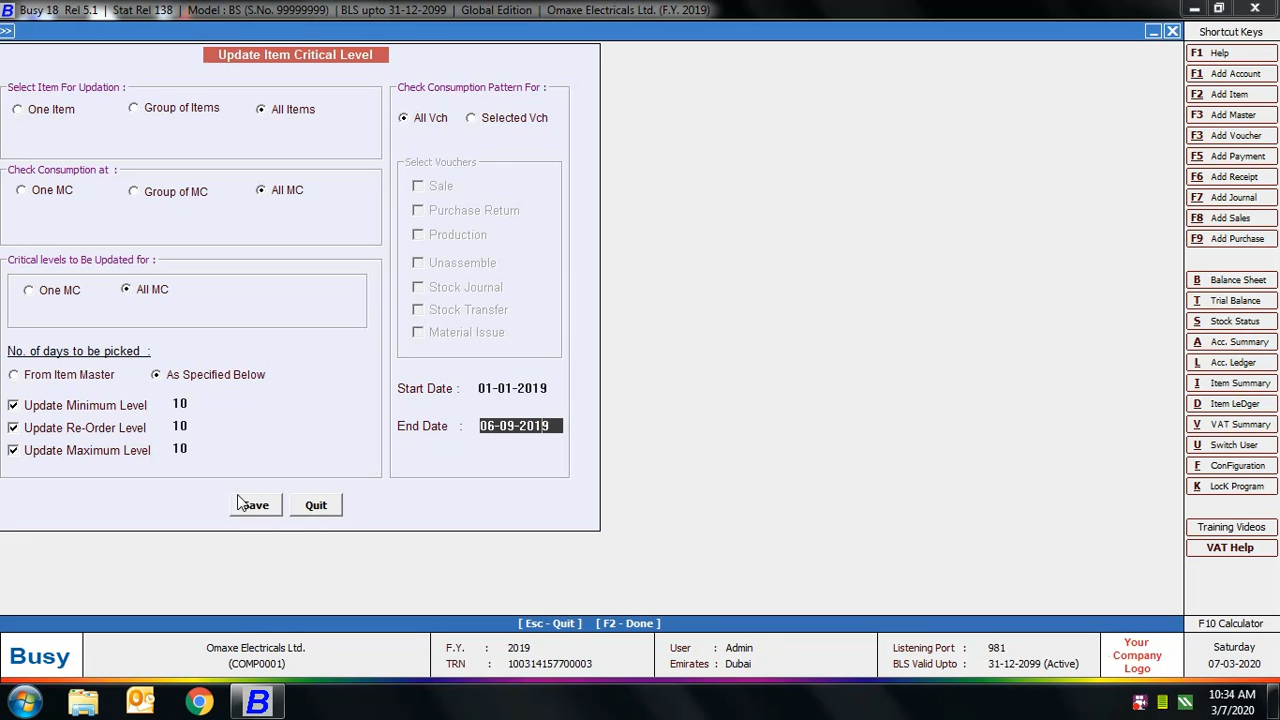 Busy 18 Rel 5.1 | Stat Rel 138 | Model : BS (S.No. 99999999) | BLS upto 31-12-2099 | Global Edition | Omaxe Electricals Ltd. (F.Y. 2019)
>>
Update Item Critical Level
Select Item For Updation :
One Item
Group of Items
All Items
Check Consumption at :
One MC
Group of MC
All MC
Critical levels to Be Updated for :
One MC
All MC
No. of days to be picked :
From Item Master
As Specified Below
Update Minimum Level 10
Update Re-Order Level 10
Update Maximum Level 10
Check Consumption Pattern For :
All Vch
Selected Vch
Select Vouchers
Sale
Purchase Return
Production
Unassemble
Stock Journal
Stock Transfer
Material Issue
Start Date : 01-01-2019
End Date : 06-09-2019
Save
Quit
Shortcut Keys
F1 Help
F1 Add Account
F2 Add Item
F3 Add Master
F3 Add Voucher
F5 Add Payment
F6 Add Receipt
F7 Add Journal
F8 Add Sales
F9 Add Purchase
B Balance Sheet
T Trial Balance
S Stock Status
A Acc. Summary
L Acc. Ledger
I Item Summary
D Item LeDger
V VAT Summary
U Switch User
F ConFiguration
K LocK Program
Training Videos
VAT Help
[ Esc - Quit ] [ F2 - Done ]
F10 Calculator
Busy
Omaxe Electricals Ltd.
(COMP0001)
F.Y. : 2019
TRN : 100314157700003
User : Admin
Emirates : Dubai
Listening Port : 981
BLS Valid Upto : 31-12-2099 (Active)
Your
Company
Logo
Saturday
07-03-2020
10:34 AM
3/7/2020